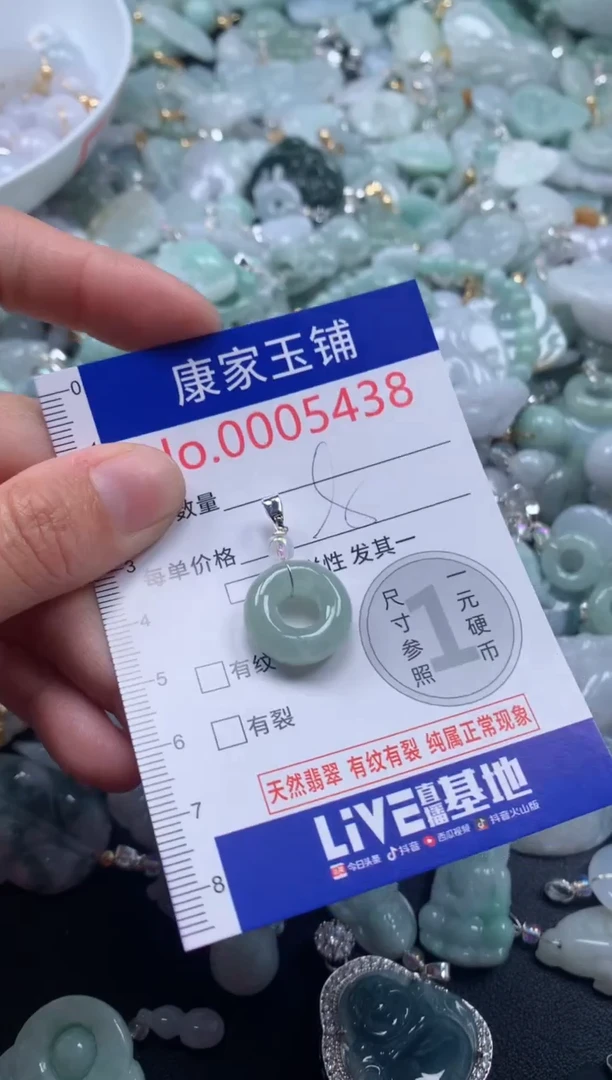 康家玉铺
No.0005438
数量
8
每单价格
性 发其一
有纹
有裂
尺寸参照
1
一元硬币
天然翡翠 有纹有裂 纯属正常现象
LiVE直播基地
今日头条 抖音 西瓜视频 抖音火山版
0
3
4
5
6
7
8